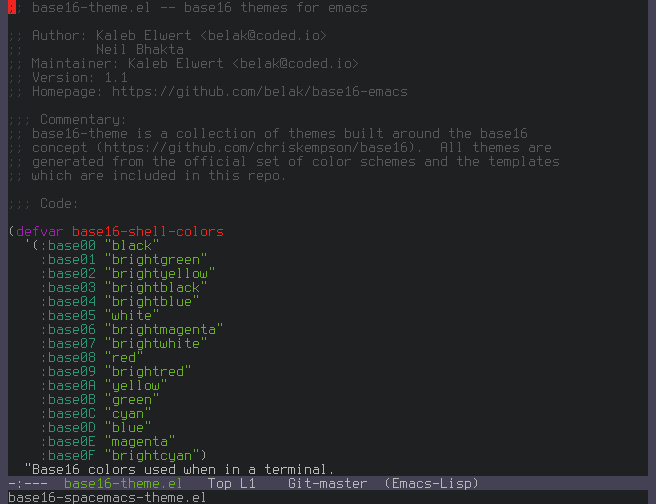 ;; base16-theme.el -- base16 themes for emacs
;; Author: Kaleb Elwert <belak@coded.io>
;;         Neil Bhakta
;; Maintainer: Kaleb Elwert <belak@coded.io>
;; Version: 1.1
;; Homepage: https://github.com/belak/base16-emacs
;;; Commentary:
;; base16-theme is a collection of themes built around the base16
;; concept (https://github.com/chriskempson/base16).  All themes are
;; generated from the official set of color schemes and the templates
;; which are included in this repo.
;;; Code:
(defvar base16-shell-colors
  '(:base00 "black"
    :base01 "brightgreen"
    :base02 "brightyellow"
    :base03 "brightblack"
    :base04 "brightblue"
    :base05 "white"
    :base06 "brightmagenta"
    :base07 "brightwhite"
    :base08 "red"
    :base09 "brightred"
    :base0A "yellow"
    :base0B "green"
    :base0C "cyan"
    :base0D "blue"
    :base0E "magenta"
    :base0F "brightcyan")
  "Base16 colors used when in a terminal.
-:---  base16-theme.el   Top L1    Git-master  (Emacs-Lisp)
base16-spacemacs-theme.el